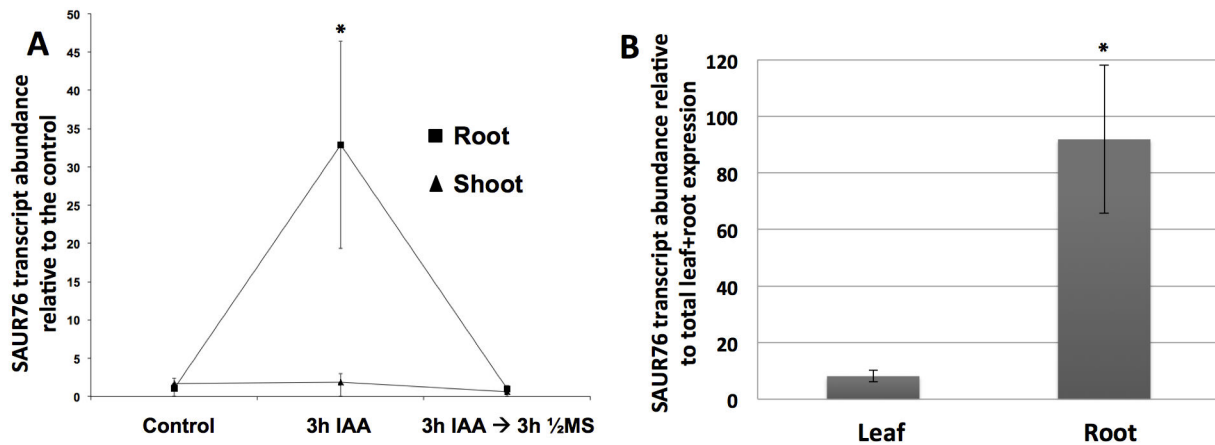 A
SAUR76 transcript abundance
relative to the control
50
45
40
35
30
25
20
15
10
5
0
*
Root
Shoot
Control
3h IAA
3h IAA → 3h ½MS
B
SAUR76 transcript abundance relative
to total leaf+root expression
120
100
80
60
40
20
0
*
Leaf
Root